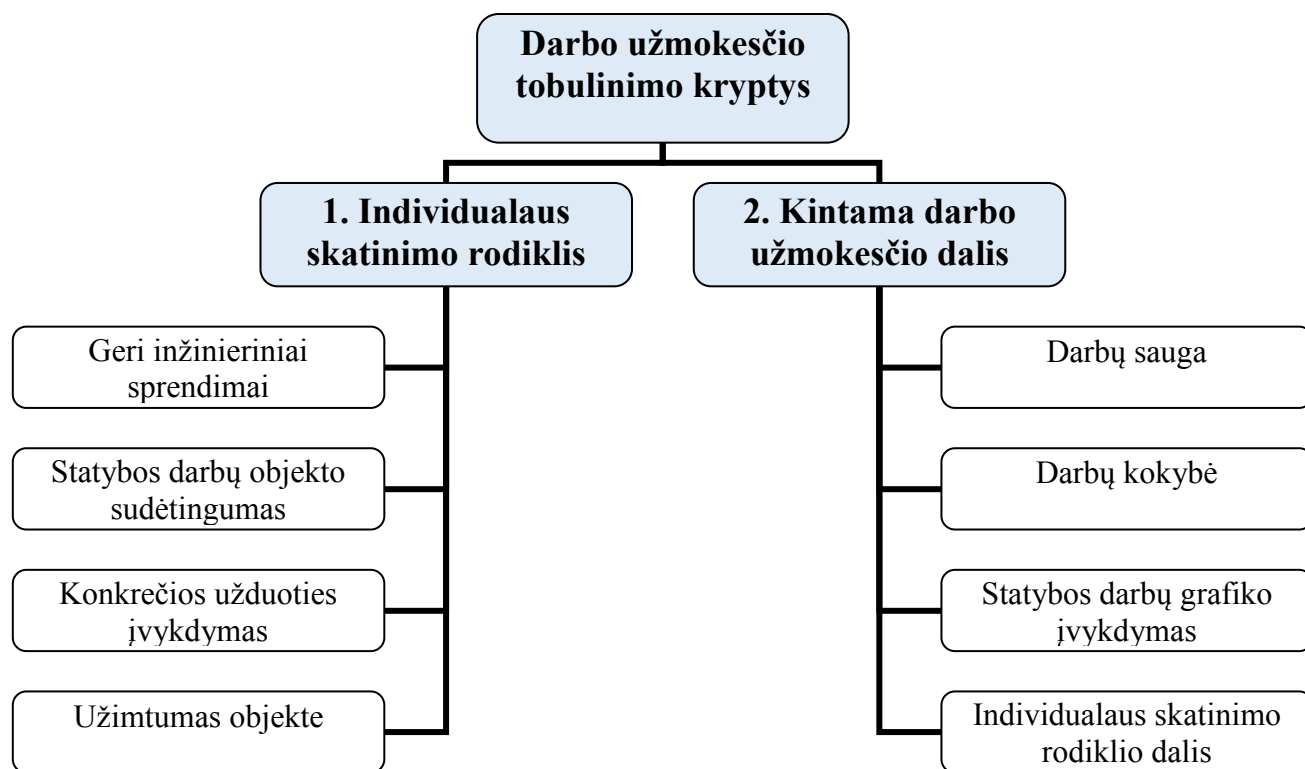 Darbo užmokesčio
tobulinimo kryptys
1. Individualaus
skatinimo rodiklis
2. Kintama darbo
užmokesčio dalis
Geri inžinieriniai
sprendimai
Statybos darbų objekto
sudėtingumas
Konkrečios užduoties
įvykdymas
Užimtumas objekte
Darbų sauga
Darbų kokybė
Statybos darbų grafiko
įvykdymas
Individualaus skatinimo
rodiklio dalis